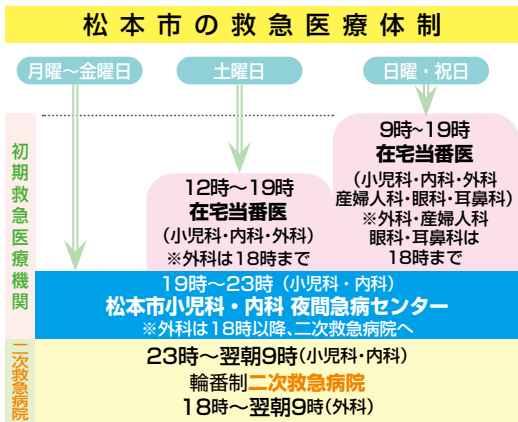 松本市の救急医療体制
月曜～金曜日
土曜日
日曜・祝日
初期救急医療機関
9時～19時
在宅当番医
(小児科・内科・外科
産婦人科・眼科・耳鼻科)
※外科・産婦人科
眼科・耳鼻科は
18時まで
12時～19時
在宅当番医
(小児科・内科・外科)
※外科は18時まで
19時～23時（小児科・内科）
松本市小児科・内科 夜間急病センター
※外科は18時以降、二次救急病院へ
二次救急病院
23時～翌朝9時(小児科・内科)
輪番制二次救急病院
18時～翌朝9時(外科)